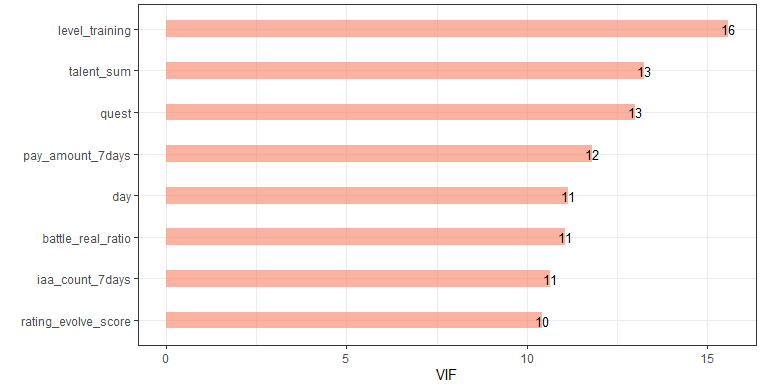 level_training 16
talent_sum 13
quest 13
pay_amount_7days 12
day 11
battle_real_ratio 11
iaa_count_7days 11
rating_evolve_score 10
0 5 10 15
VIF